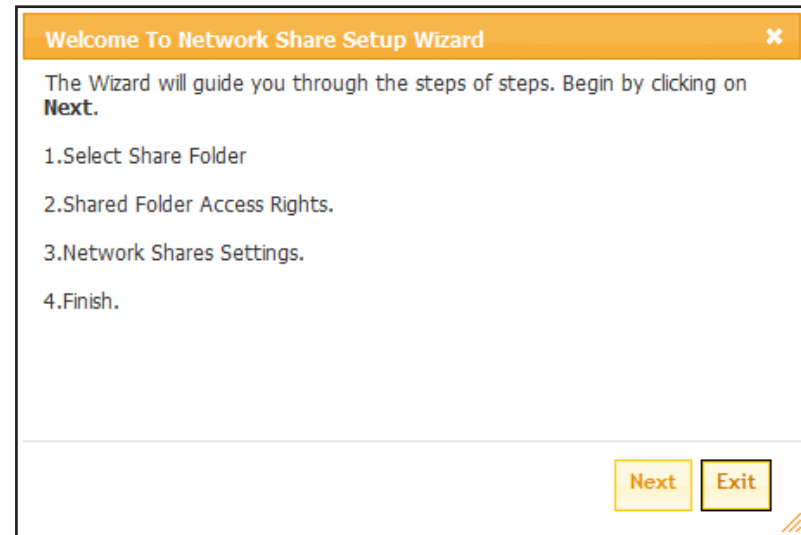 Welcome To Network Share Setup Wizard
The Wizard will guide you through the steps of steps. Begin by clicking on
Next.
1.Select Share Folder
2.Shared Folder Access Rights.
3.Network Shares Settings.
4.Finish.
Next Exit